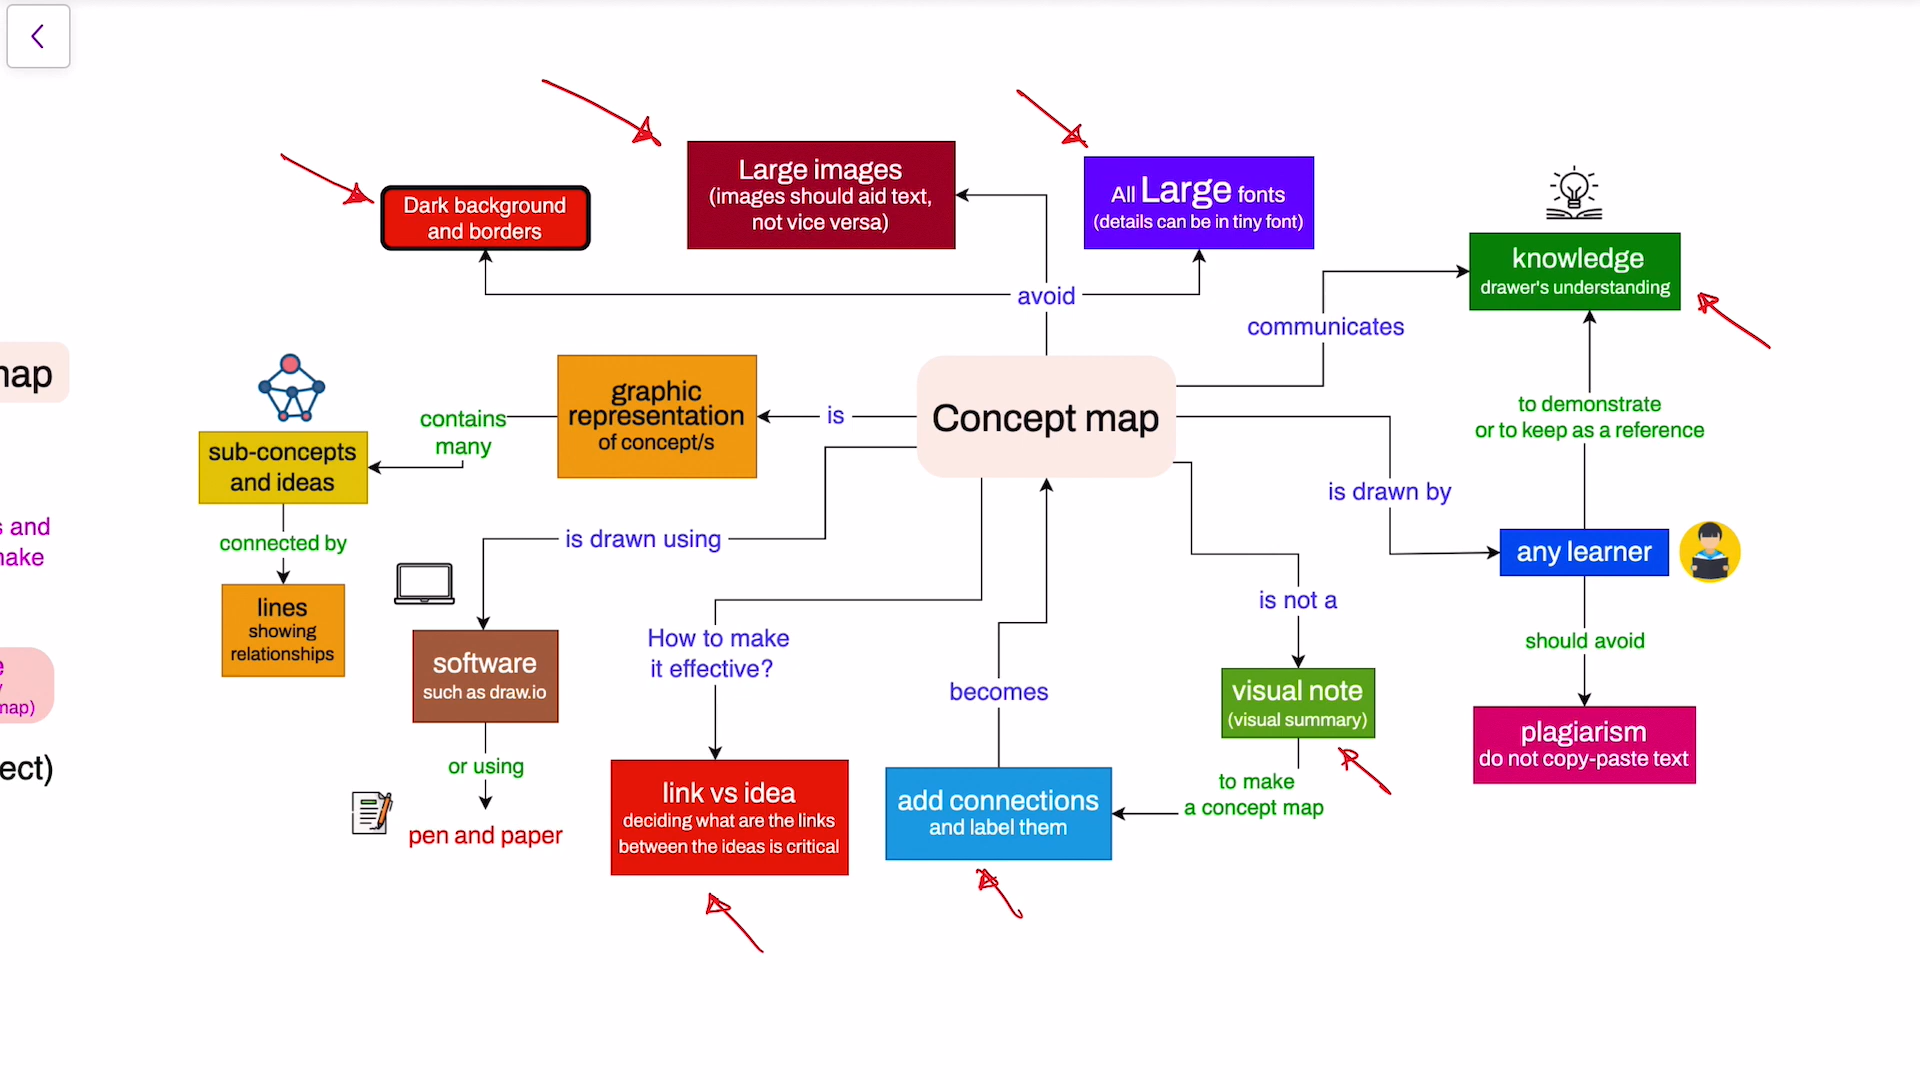 Large images
(images should aid text,
not vice versa)
All Large fonts
(details can be in tiny font)
Dark background
and borders
knowledge
drawer's understanding
avoid
communicates
map
graphic
representation
of concept/s
is
Concept map
contains
many
to demonstrate
or to keep as a reference
sub-concepts
and ideas
is drawn by
s and
make
connected by
is drawn using
any learner
lines
showing
relationships
is not a
How to make
it effective?
should avoid
software
such as draw.io
becomes
visual note
(visual summary)
e
y
map)
plagiarism
do not copy-paste text
ect)
or using
to make
a concept map
link vs idea
deciding what are the links
between the ideas is critical
add connections
and label them
pen and paper